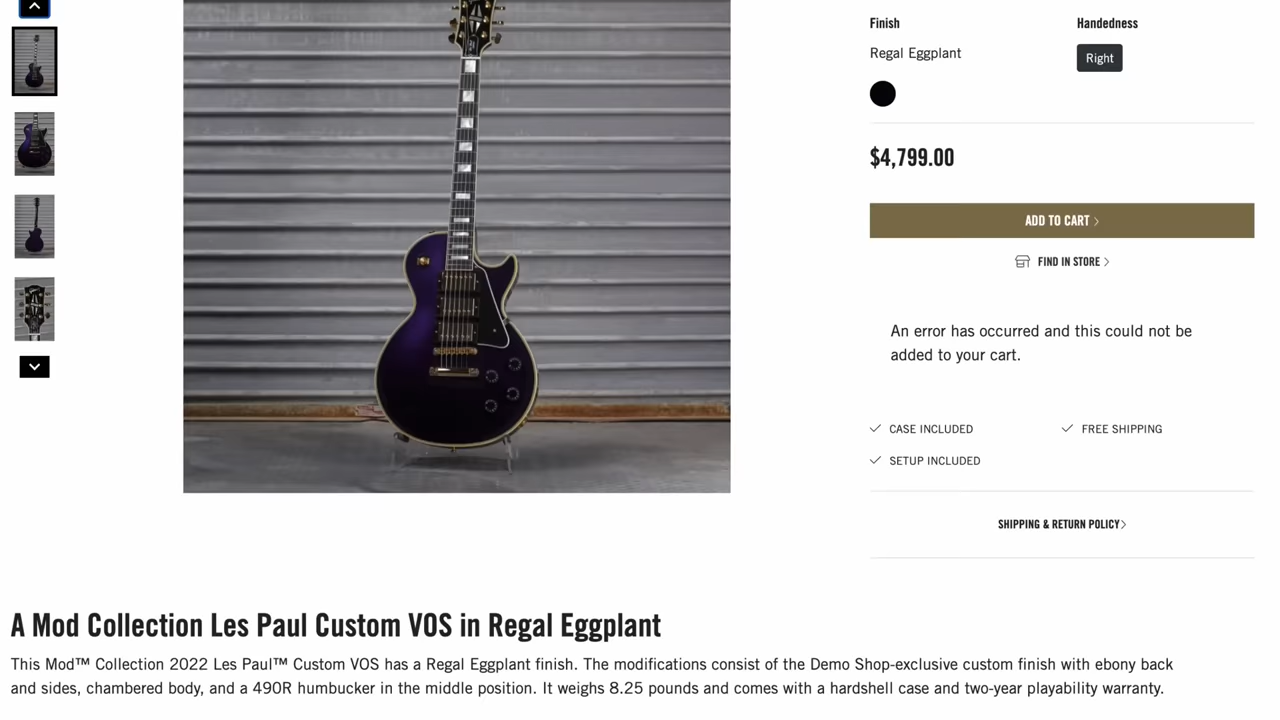 Finish
Handedness
Regal Eggplant
Right
$4,799.00
ADD TO CART
FIND IN STORE
An error has occurred and this could not be
added to your cart.
CASE INCLUDED
FREE SHIPPING
SETUP INCLUDED
SHIPPING & RETURN POLICY
A Mod Collection Les Paul Custom VOS in Regal Eggplant
This Mod™ Collection 2022 Les Paul™ Custom VOS has a Regal Eggplant finish. The modifications consist of the Demo Shop-exclusive custom finish with ebony back
and sides, chambered body, and a 490R humbucker in the middle position. It weighs 8.25 pounds and comes with a hardshell case and two-year playability warranty.